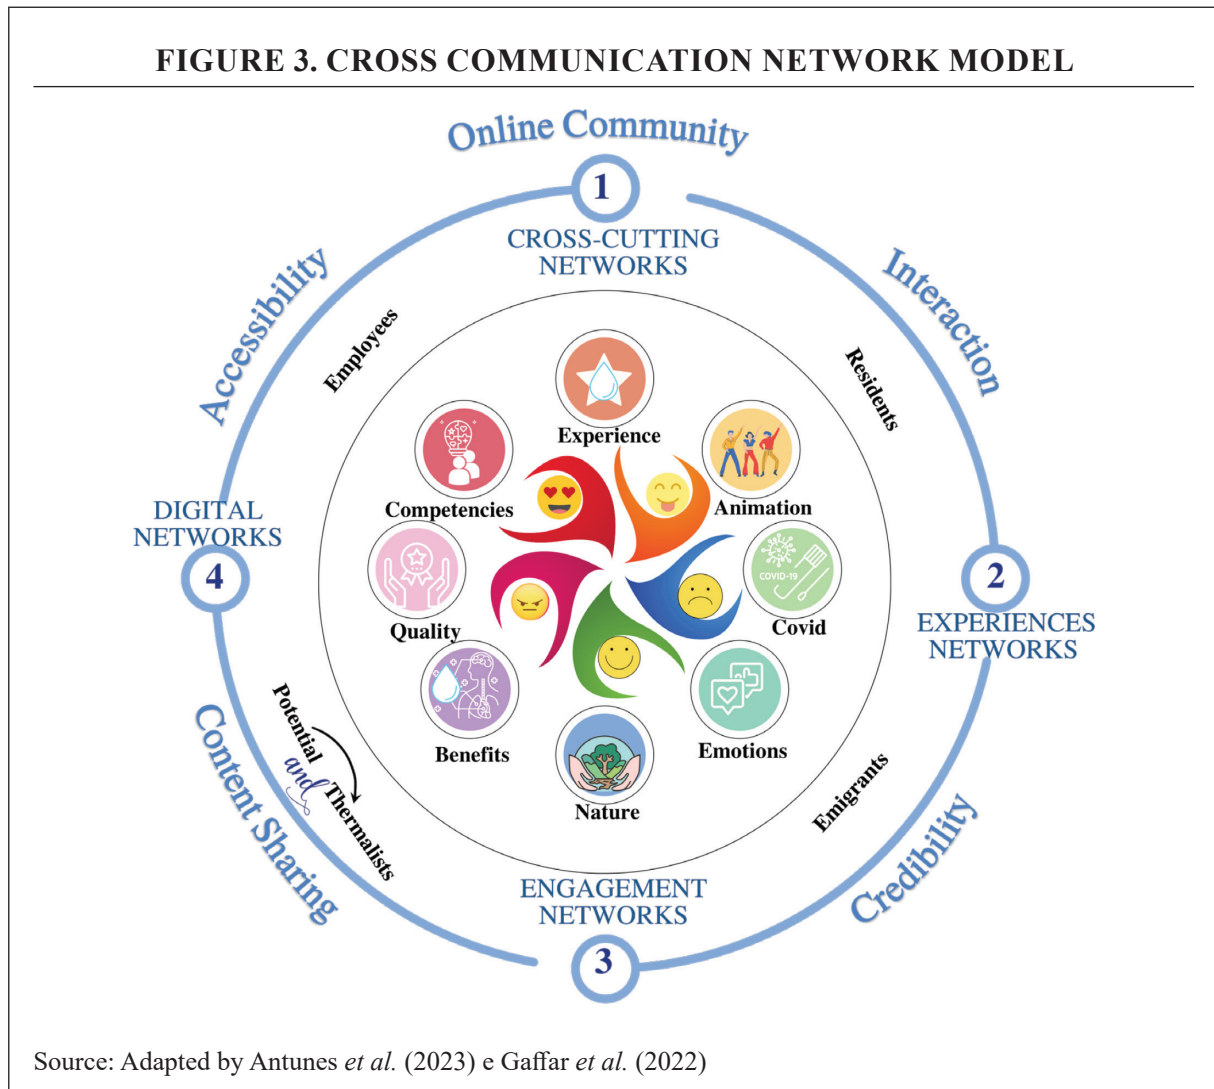 FIGURE 3. CROSS COMMUNICATION NETWORK MODEL
Online Community
1
CROSS-CUTTING
NETWORKS
Accessibility
Interaction
Employees
Residents
Experience
Competencies
Animation
DIGITAL
NETWORKS
4
2
EXPERIENCES
NETWORKS
COVID-19
Quality
Covid
Benefits
Emotions
Nature
Potential
and
Thermalists
Emigrants
Content Sharing
Credibility
ENGAGEMENT
NETWORKS
3
Source: Adapted by Antunes et al. (2023) e Gaffar et al. (2022)